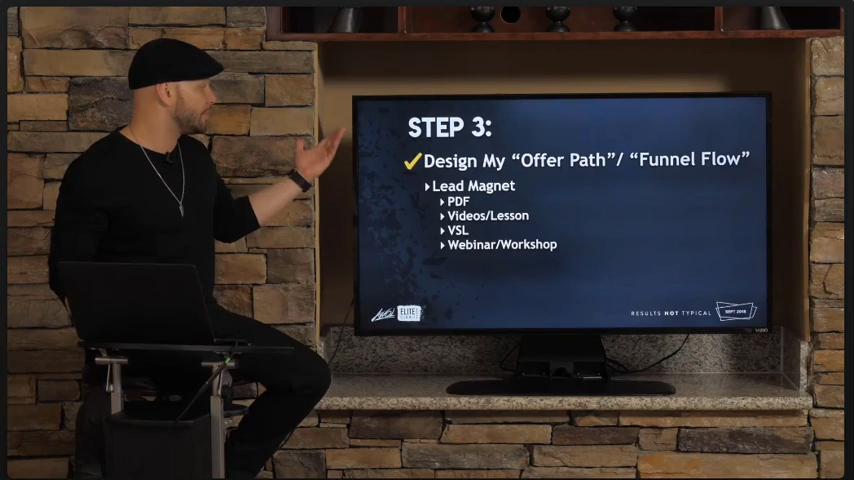 STEP 3:
✓Design My “Offer Path”/ “Funnel Flow”
Lead Magnet
PDF
Videos/Lesson
VSL
Webinar/Workshop
ELITE
RESULTS NOT TYPICAL
SEPT 2018
VIZIO